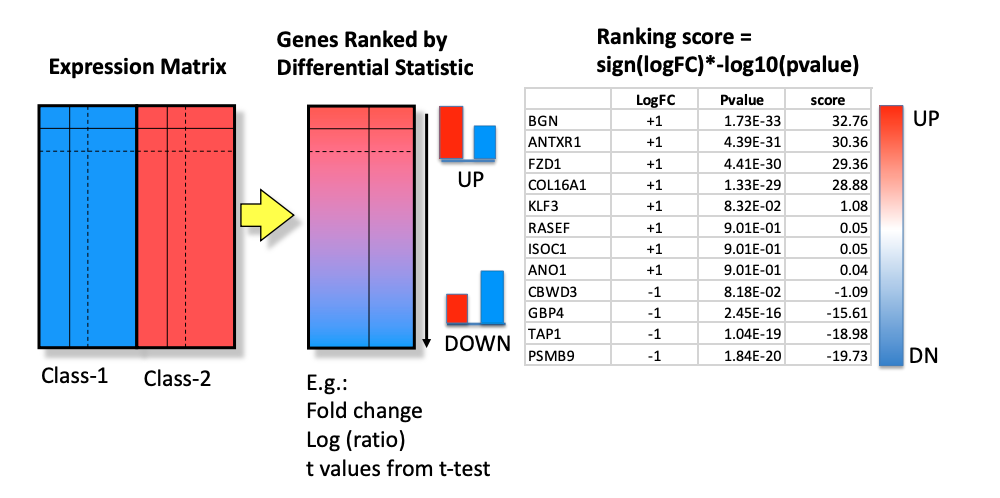 Expression Matrix
Class-1
Class-2
Genes Ranked by
Differential Statistic
UP
DOWN
E.g.:
Fold change
Log (ratio)
t values from t-test
Ranking score =
sign(logFC)*-log10(pvalue)
LogFC Pvalue score
BGN +1 1.73E-33 32.76
ANTXR1 +1 4.39E-31 30.36
FZD1 +1 4.41E-30 29.36
COL16A1 +1 1.33E-29 28.88
KLF3 +1 8.32E-02 1.08
RASEF +1 9.01E-01 0.05
ISOC1 +1 9.01E-01 0.05
ANO1 +1 9.01E-01 0.04
CBWD3 -1 8.18E-02 -1.09
GBP4 -1 2.45E-16 -15.61
TAP1 -1 1.04E-19 -18.98
PSMB9 -1 1.84E-20 -19.73
UP
DN